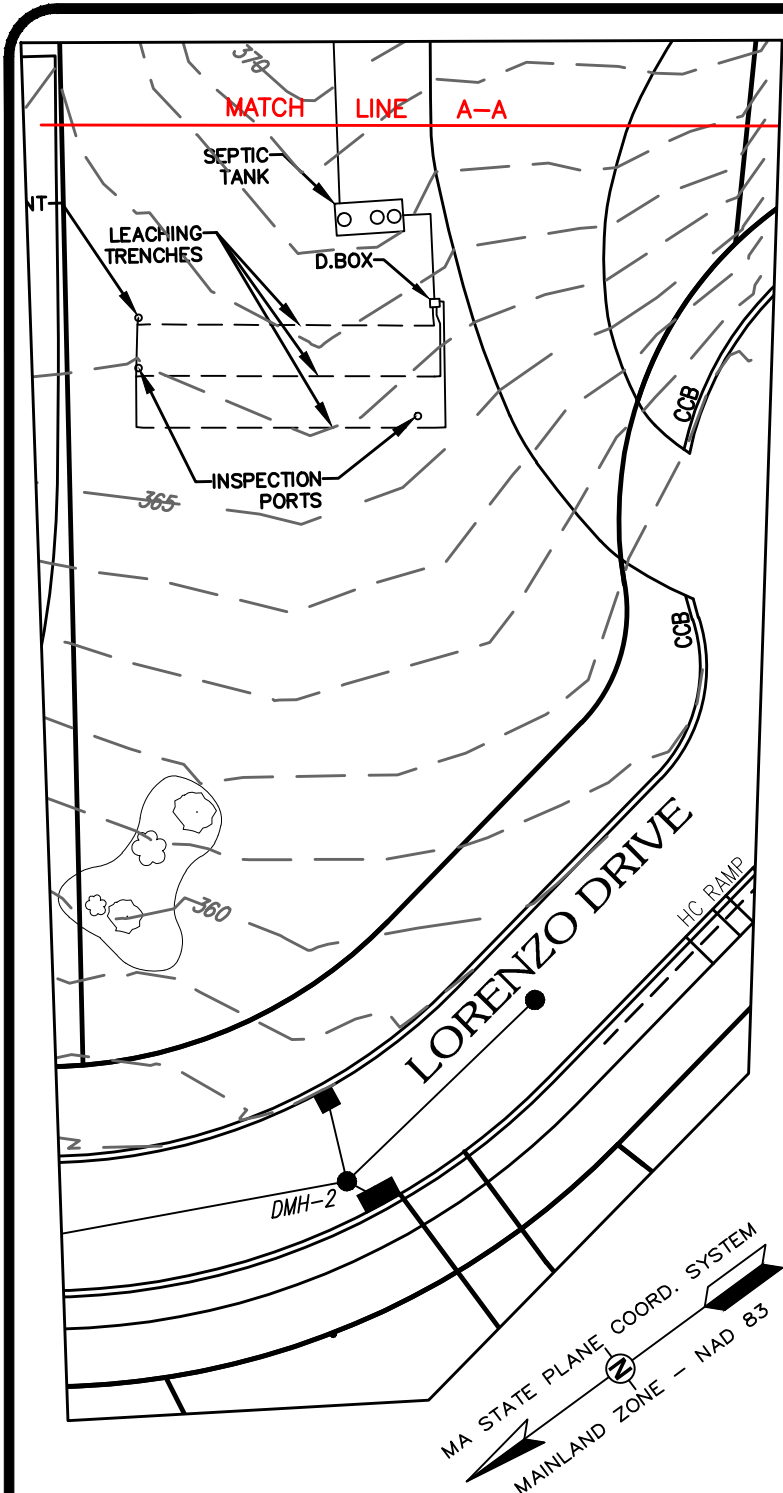 370
MATCH LINE A-A
SEPTIC
TANK
NT
LEACHING
TRENCHES
D.BOX
CCB
INSPECTION
PORTS
365
CCB
LORENZO DRIVE
HC RAMP
360
DMH-2
MA STATE PLANE COORD. SYSTEM
N
MAINLAND ZONE - NAD 83